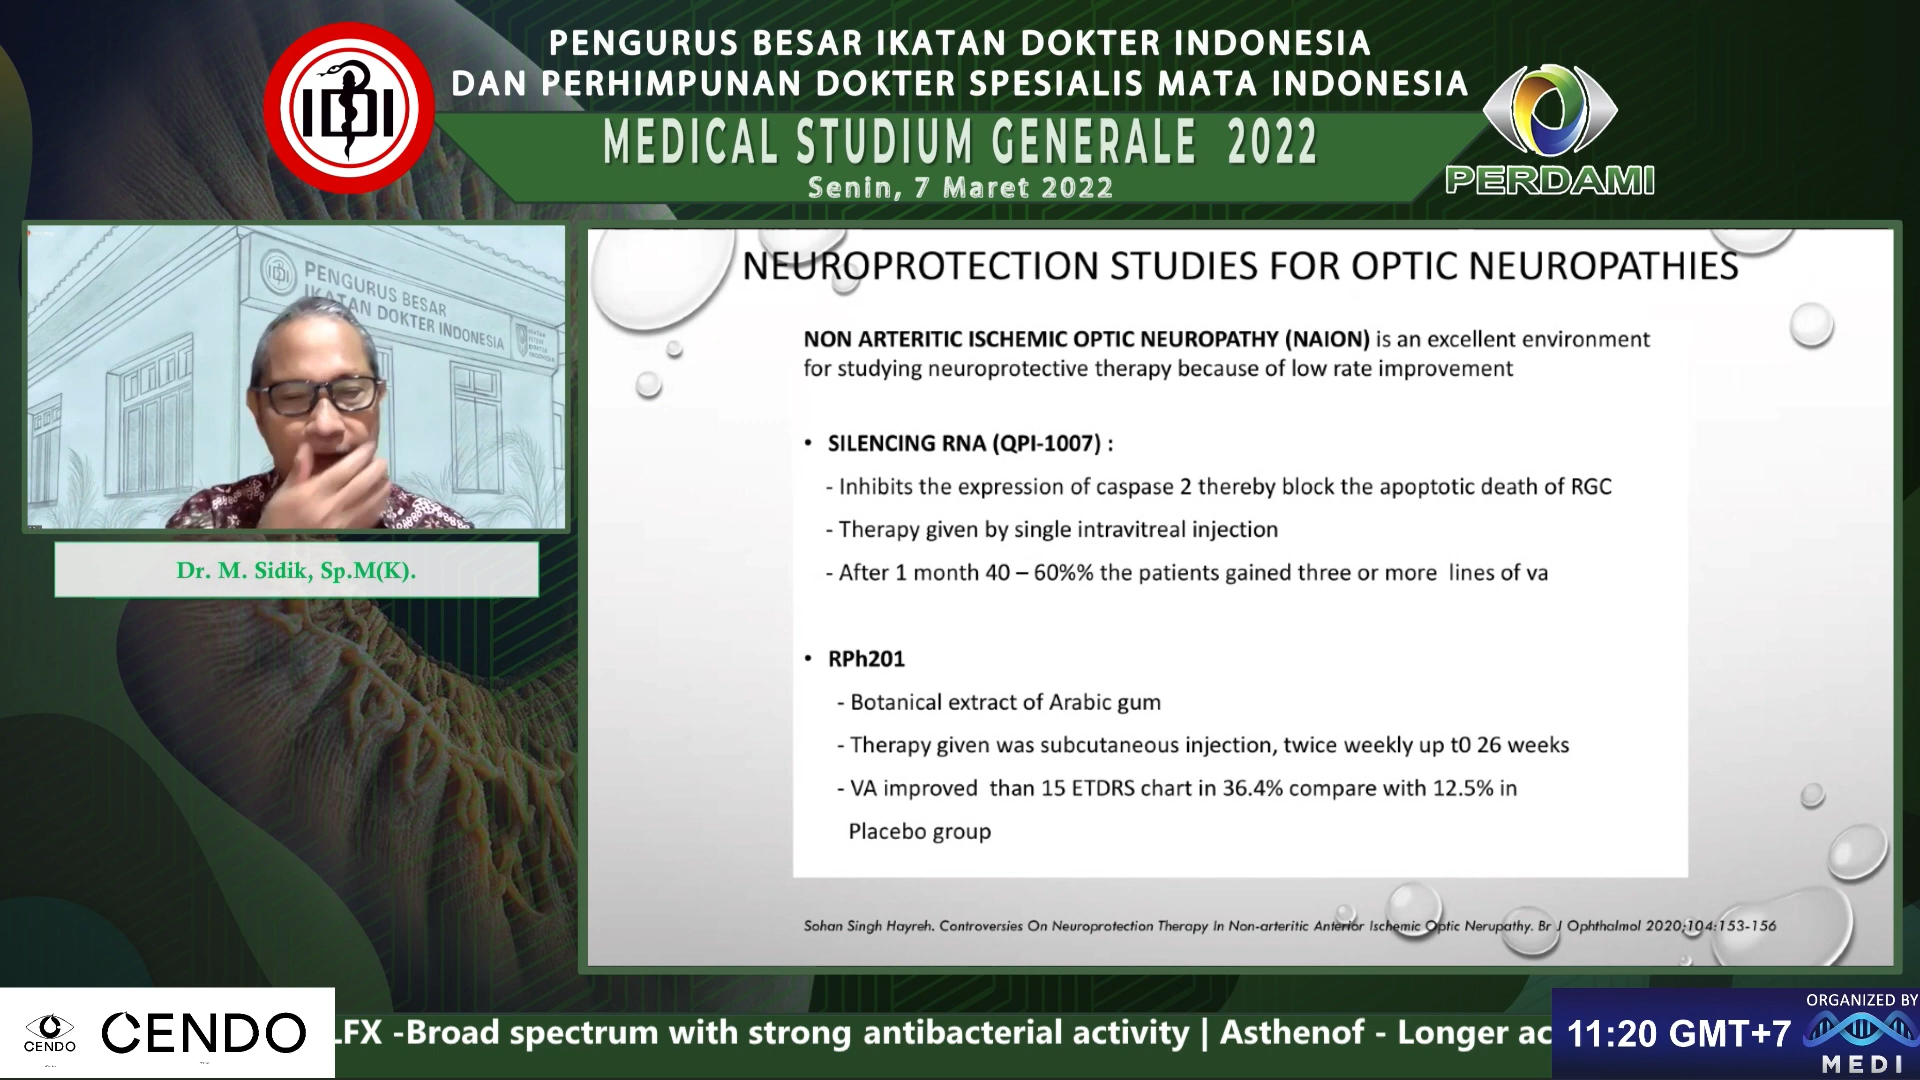 PENGURUS BESAR IKATAN DOKTER INDONESIA
DAN PERHIMPUNAN DOKTER SPESIALIS MATA INDONESIA
MEDICAL STUDIUM GENERALE 2022
Senin, 7 Maret 2022
IDI
PERDAMI
PENGURUS BESAR
IKATAN DOKTER INDONESIA
Dr. M. Sidik, Sp.M(K).
NEUROPROTECTION STUDIES FOR OPTIC NEUROPATHIES
NON ARTERITIC ISCHEMIC OPTIC NEUROPATHY (NAION) is an excellent environment
for studying neuroprotective therapy because of low rate improvement
• SILENCING RNA (QPI-1007) :
- Inhibits the expression of caspase 2 thereby block the apoptotic death of RGC
- Therapy given by single intravitreal injection
- After 1 month 40 – 60%% the patients gained three or more lines of va
• RPh201
- Botanical extract of Arabic gum
- Therapy given was subcutaneous injection, twice weekly up t0 26 weeks
- VA improved than 15 ETDRS chart in 36.4% compare with 12.5% in
Placebo group
Sohan Singh Hayreh. Controversies On Neuroprotection Therapy In Non-arteritic Anterior Ischemic Optic Nerupathy. Br J Ophthalmol 2020;104:153-156
CENDO
CENDO
LFX -Broad spectrum with strong antibacterial activity | Asthenof - Longer ac
11:20 GMT+7
ORGANIZED BY
MEDI